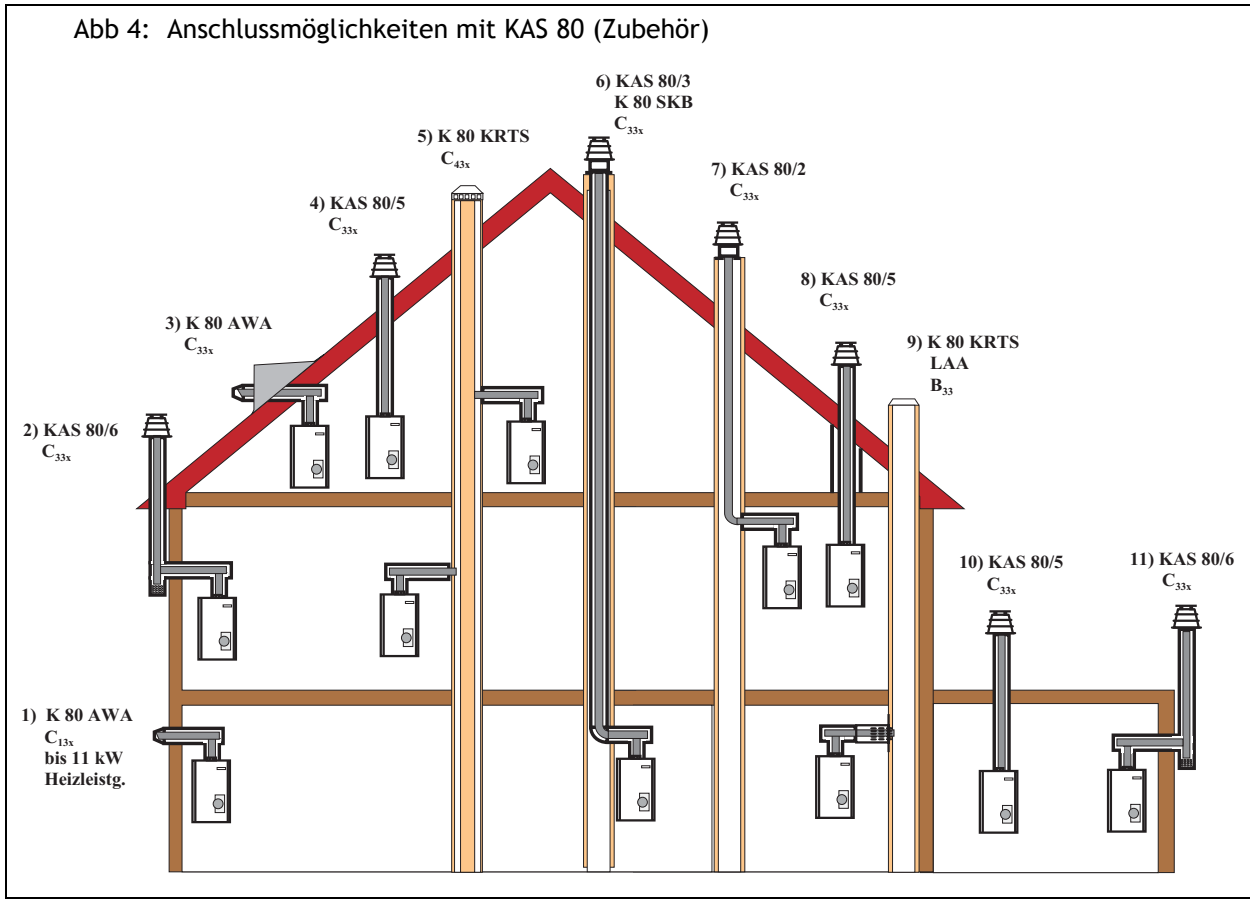 Abb 4: Anschlussmöglichkeiten mit KAS 80 (Zubehör)
6) KAS 80/3
K 80 SKB
C33x
5) K 80 KRTS
C43x
7) KAS 80/2
C33x
4) KAS 80/5
C33x
8) KAS 80/5
C33x
3) K 80 AWA
C33x
9) K 80 KRTS
LAA
B33
2) KAS 80/6
C33x
10) KAS 80/5
C33x
11) KAS 80/6
C33x
1) K 80 AWA
C13x
bis 11 kW
Heizleistg.